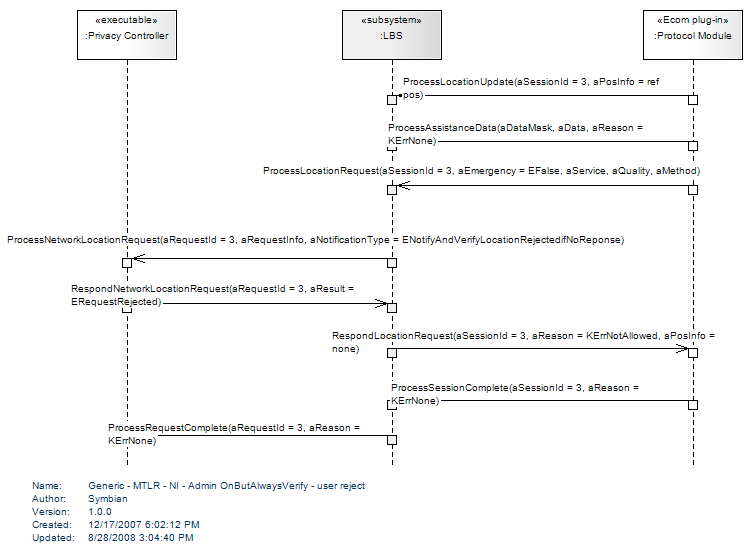 «executable»
:Privacy Controller
«subsystem»
:LBS
«Ecom plug-in»
:Protocol Module
ProcessLocationUpdate(aSessionId = 3, aPosInfo = ref
pos)
ProcessAssistanceData(aDataMask, aData, aReason =
KErrNone)
ProcessLocationRequest(aSessionId = 3, aEmergency = EFalse, aService, aQuality, aMethod)
ProcessNetworkLocationRequest(aRequestId = 3, aRequestInfo, aNotificationType = ENotifyAndVerifyLocationRejectedifNoReponse)
RespondNetworkLocationRequest(aRequestId = 3, aResult =
ERequestRejected)
RespondLocationRequest(aSessionId = 3, aReason = KErrNotAllowed, aPosInfo =
none)
ProcessSessionComplete(aSessionId = 3, aReason =
KErrNone)
ProcessRequestComplete(aRequestId = 3, aReason =
KErrNone)
Name: Generic - MTLR - NI - Admin OnButAlwaysVerify - user reject
Author: Symbian
Version: 1.0.0
Created: 12/17/2007 6:02:12 PM
Updated: 8/28/2008 3:04:40 PM